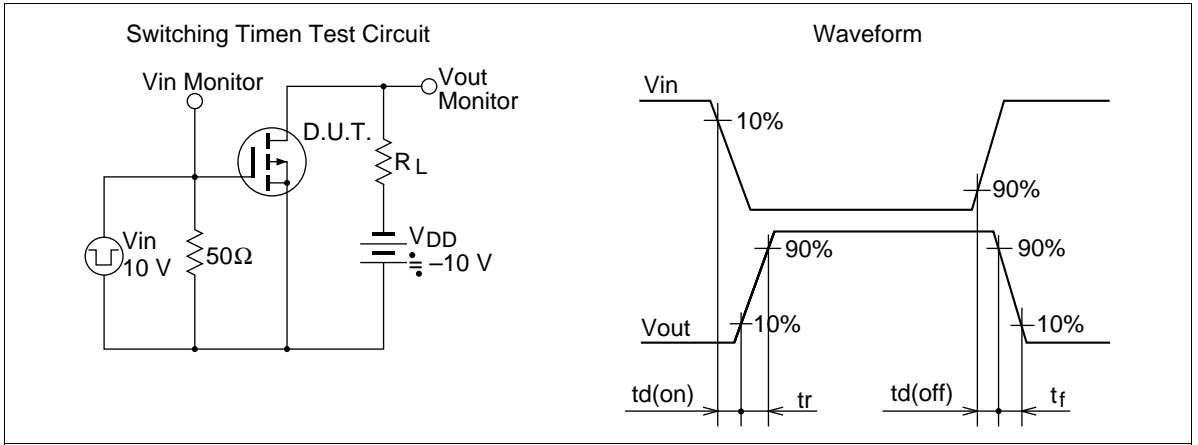 Switching Timen Test Circuit
Vin Monitor
Vout
Monitor
D.U.T.
RL
Vin
10 V
50Ω
VDD
≒ –10 V
Waveform
Vin
10%
90%
90%
90%
Vout
10%
10%
td(on)
tr
td(off)
tf